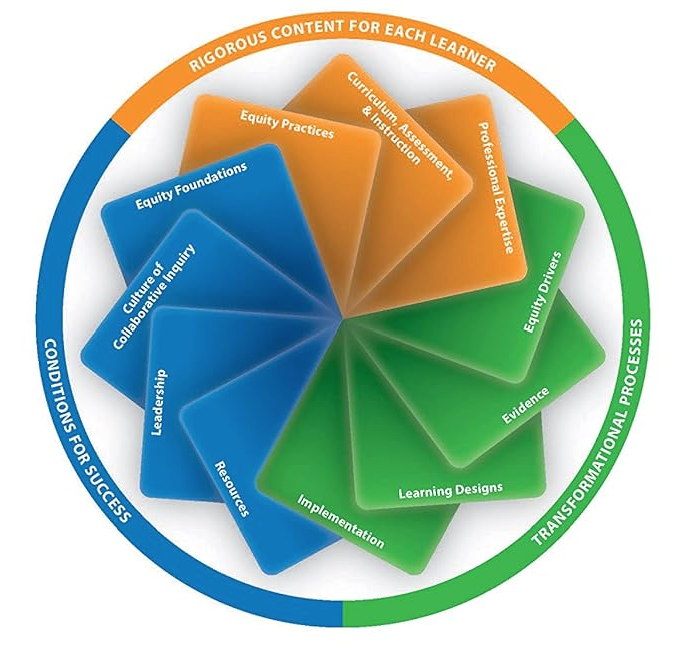 RIGOROUS CONTENT FOR EACH LEARNER
Equity Practices
Curriculum, Assessment,
& Instruction
Professional Expertise
Equity Drivers
Evidence
Learning Designs
Implementation
TRANSFORMATIONAL PROCESSES
Equity Foundations
Culture of
Collaborative Inquiry
Leadership
Resources
CONDITIONS FOR SUCCESS